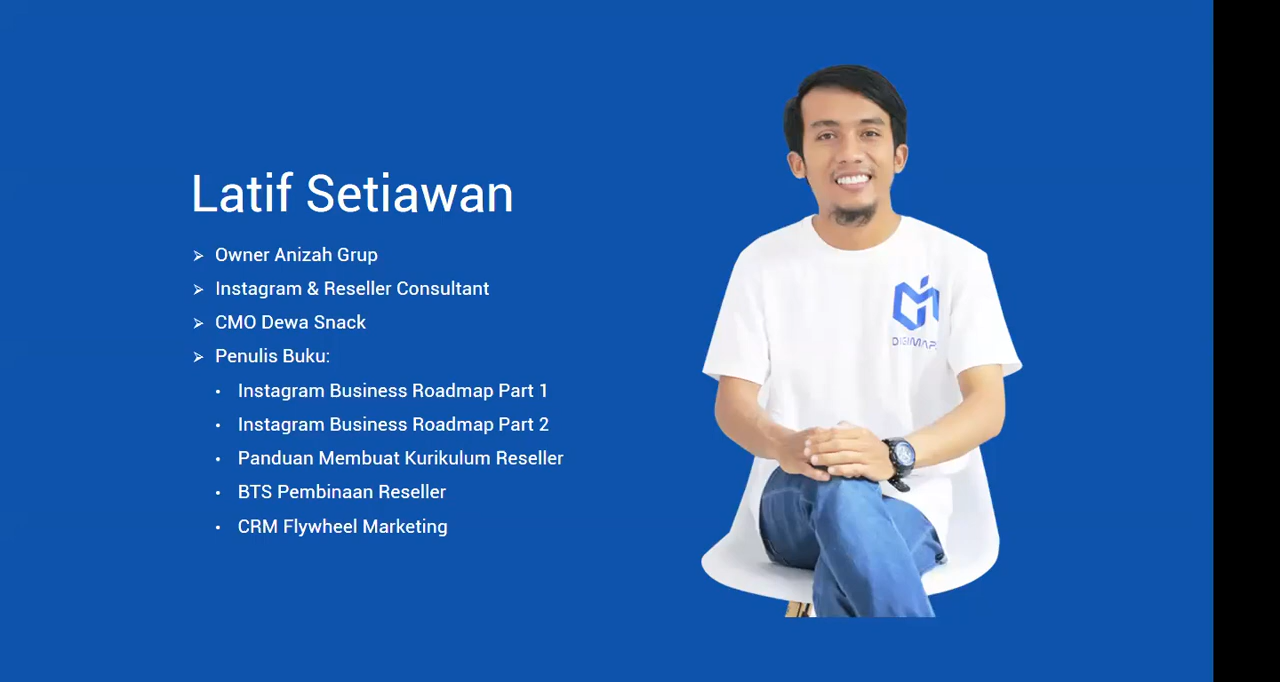 Latif Setiawan
Owner Anizah Grup
Instagram & Reseller Consultant
CMO Dewa Snack
Penulis Buku:
Instagram Business Roadmap Part 1
Instagram Business Roadmap Part 2
Panduan Membuat Kurikulum Reseller
BTS Pembinaan Reseller
CRM Flywheel Marketing